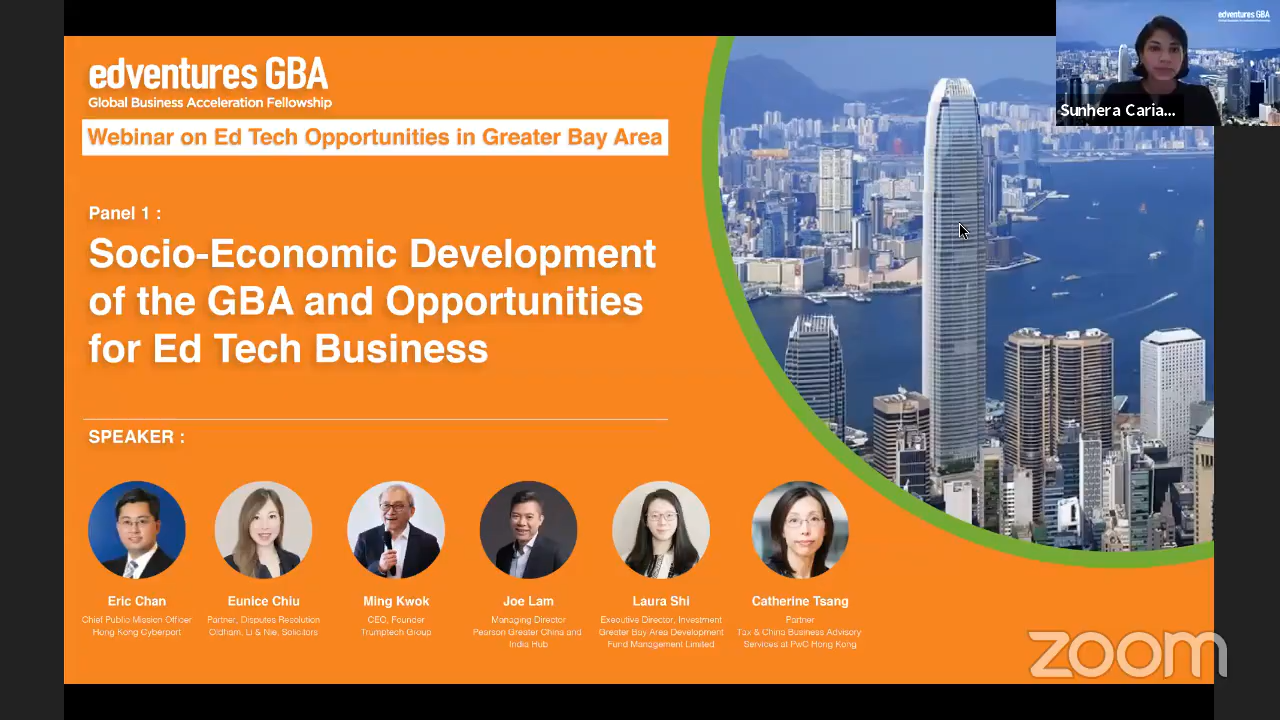 edventures GBA
Global Business Acceleration Fellowship
Webinar on Ed Tech Opportunities in Greater Bay Area
Panel 1 :
Socio-Economic Development
of the GBA and Opportunities
for Ed Tech Business
SPEAKER :
Eric Chan
Chief Public Mission Officer
Hong Kong Cyberport
Eunice Chiu
Partner, Disputes Resolution
Oldham, Li & Nie, Solicitors
Ming Kwok
CEO, Founder
Trumptech Group
Joe Lam
Managing Director
Pearson Greater China and
India Hub
Laura Shi
Executive Director, Investment
Greater Bay Area Development
Fund Management Limited
Catherine Tsang
Partner
Tax & China Business Advisory
Services at PwC Hong Kong
edventures GBA
Sunhera Caria...
zoom